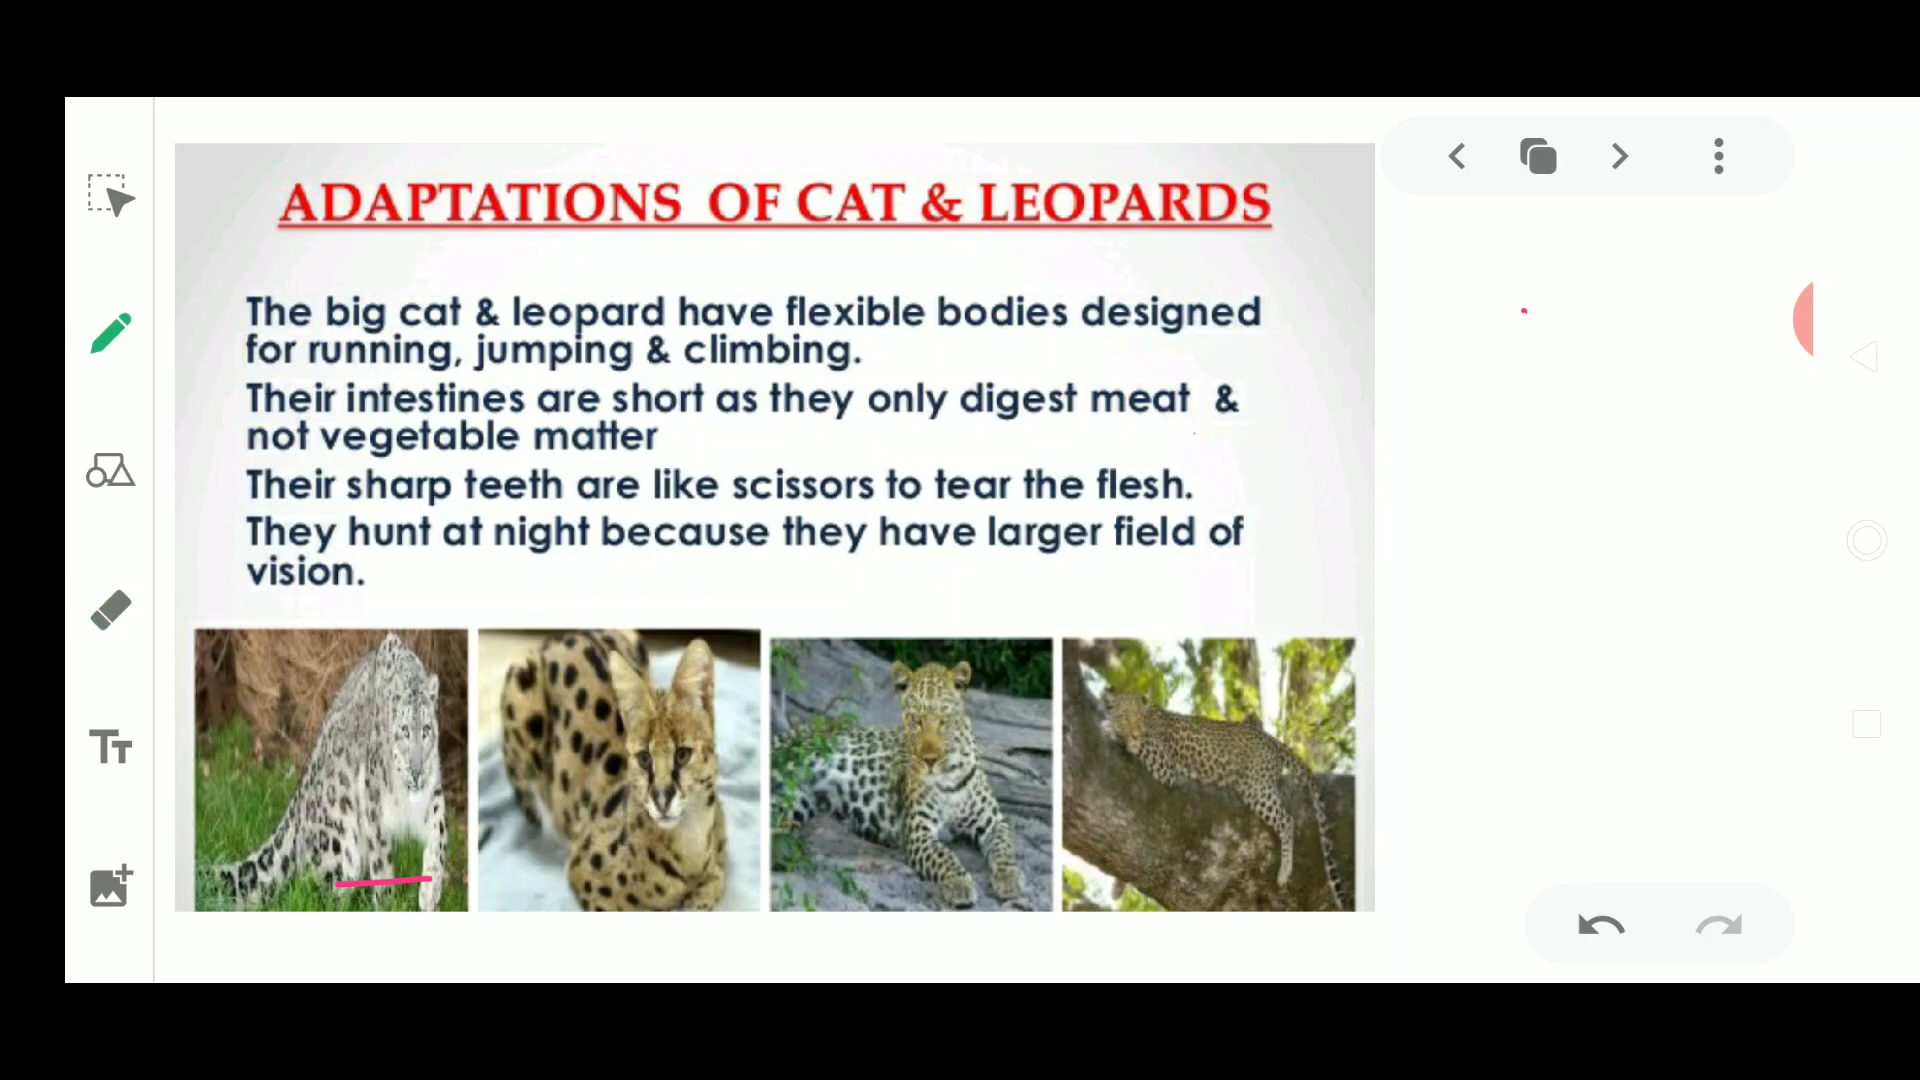 ADAPTATIONS OF CAT & LEOPARDS
The big cat & leopard have flexible bodies designed
for running, jumping & climbing.
Their intestines are short as they only digest meat &
not vegetable matter
Their sharp teeth are like scissors to tear the flesh.
They hunt at night because they have larger field of
vision.